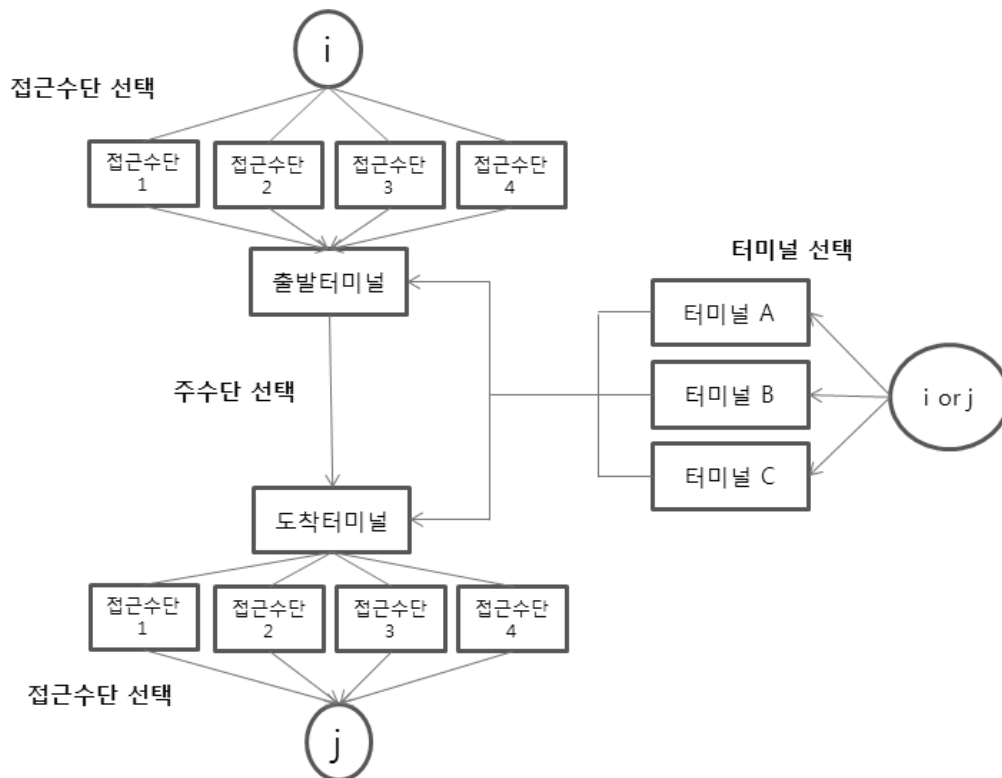 i
접근수단 선택
접근수단
1
접근수단
2
접근수단
3
접근수단
4
출발터미널
터미널 선택
터미널 A
터미널 B
터미널 C
i or j
주수단 선택
도착터미널
접근수단
1
접근수단
2
접근수단
3
접근수단
4
접근수단 선택
j